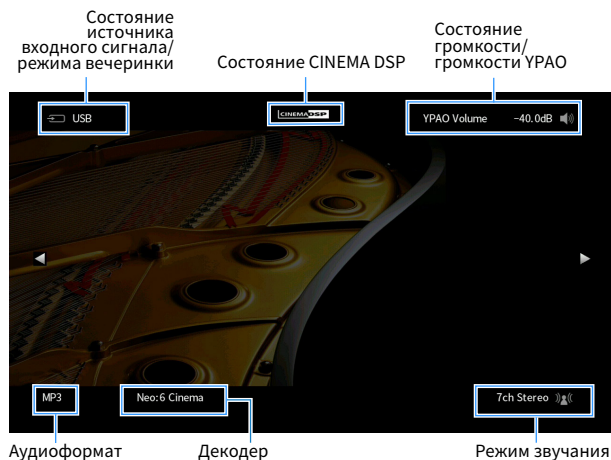 Состояние
источника
входного сигнала/
режима вечеринки
Состояние CINEMA DSP
Состояние
громкости/
громкости YPAO
USB
CINEMA DSP
YPAO Volume -40.0dB
MP3
Neo:6 Cinema
7ch Stereo
Аудиоформат
Декодер
Режим звучания